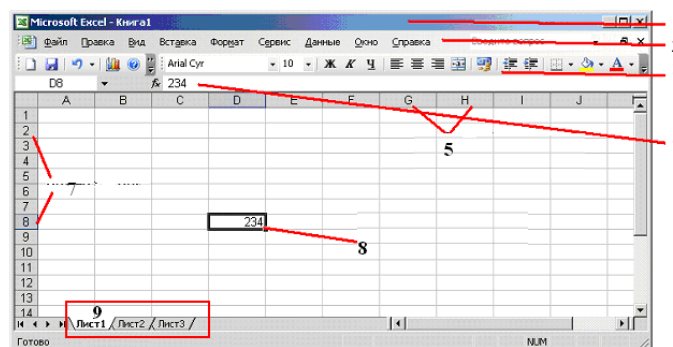 Microsoft Excel - Книга1
Файл Правка Вид Вставка Формат Сервис Данные Окно Справка
Arial Cyr 10 Ж К Ч
D8 fx 234
A B C D E F G H I J
1
2
3
4
5
6
7
8
9
10
11
12
13
14
5
7
234
8
9
Лист1 Лист2 Лист3
Готово NUM